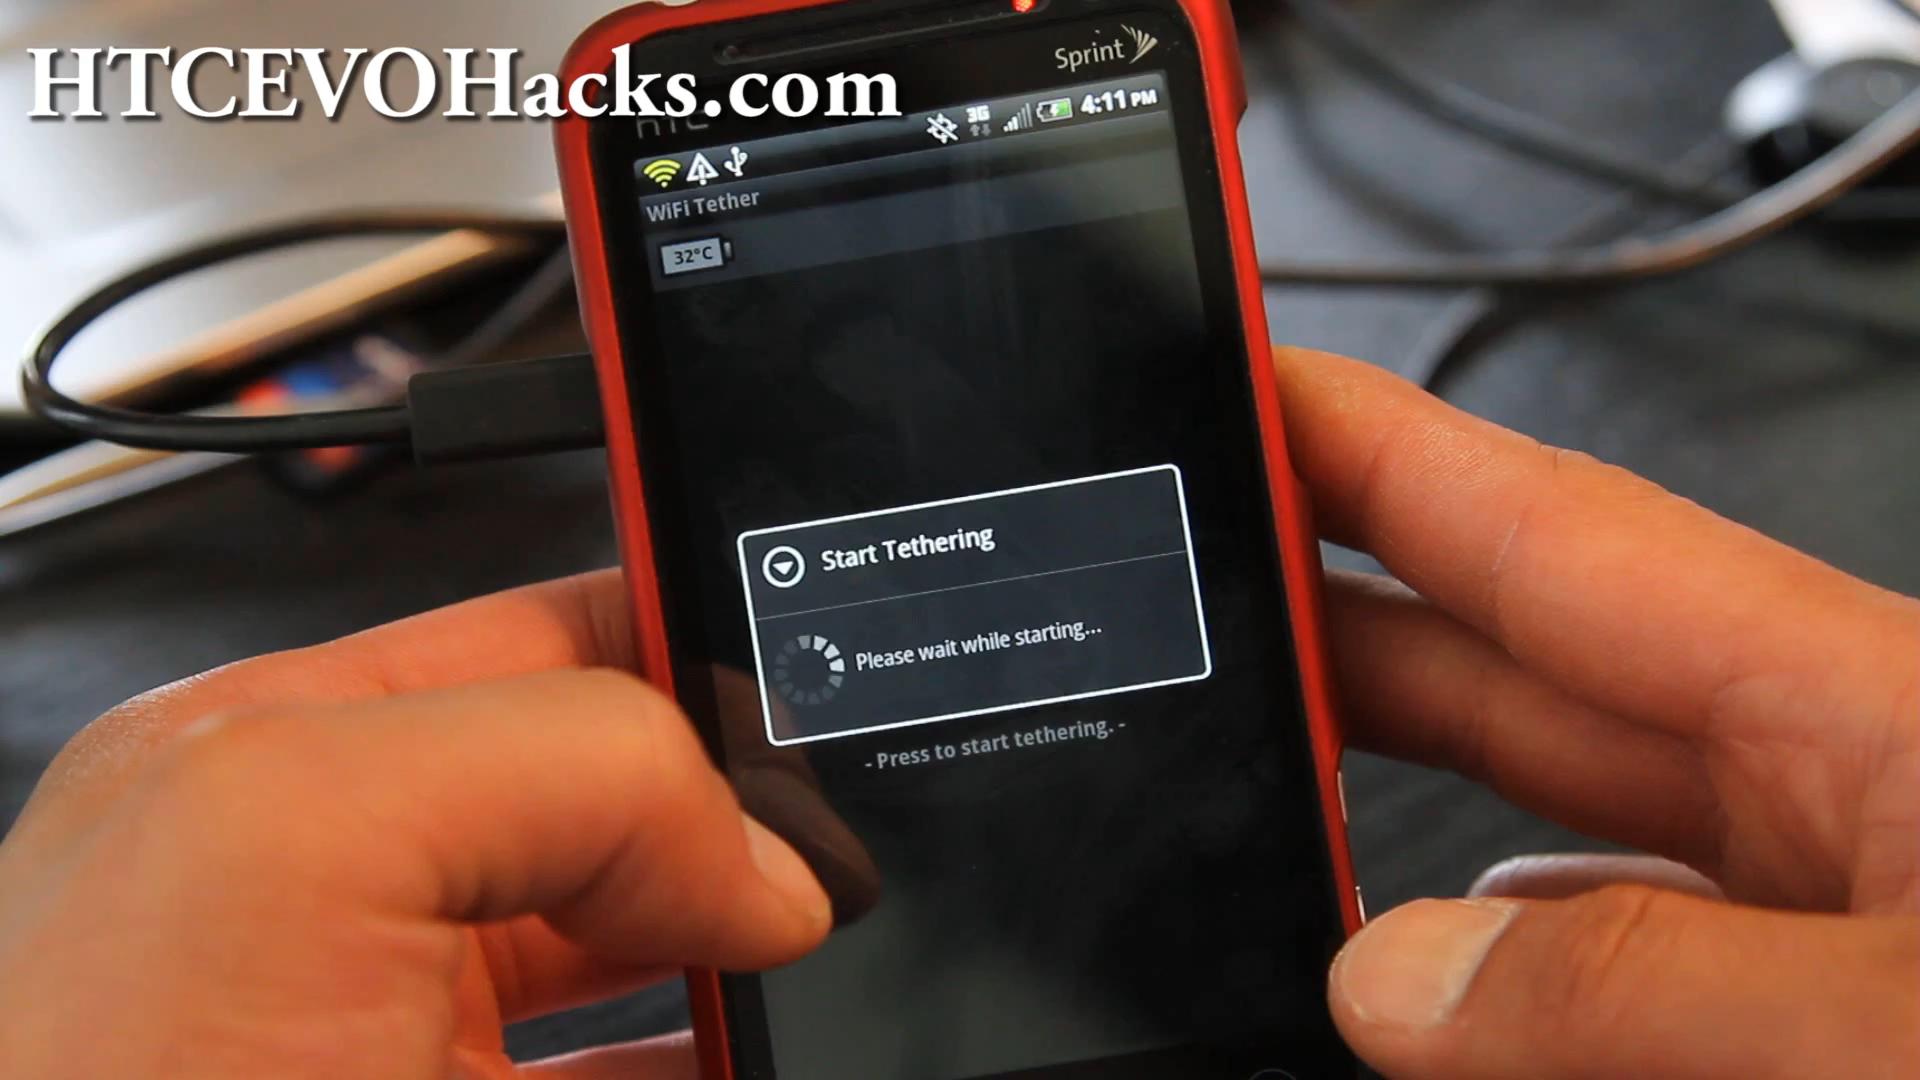 HTCEVOHacks.com
Sprint
hTC
3G
4:11 PM
WiFi Tether
32°C
Start Tethering
Please wait while starting...
- Press to start tethering. -